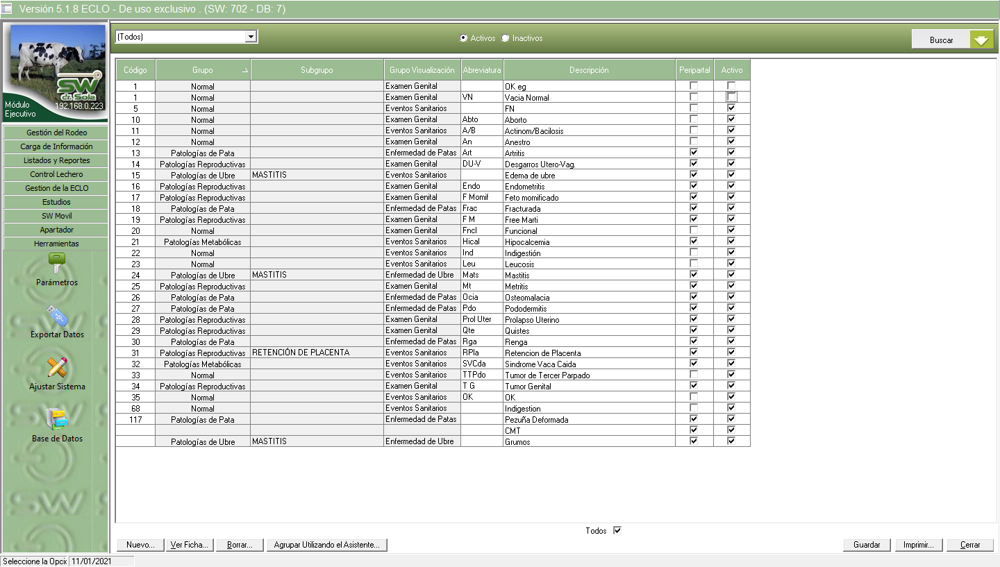 Versión 5.1.8 ECLO - De uso exclusivo . (SW: 702 - DB: 7)
SW
dr. Sola
Módulo
Ejecutivo
192.168.0.223
Gestión del Rodeo
Carga de Información
Listados y Reportes
Control Lechero
Gestion de la ECLO
Estudios
SW Movil
Apartador
Herramientas
Parámetros
Exportar Datos
Ajustar Sistema
Base de Datos
(Todos)
Activos Inactivos
Buscar
Código Grupo Subgrupo Grupo Visualización Abreviatura Descripción Peripartal Activo
1 Normal Examen Genital OK eg
1 Normal Examen Genital VN Vacia Normal
5 Normal Eventos Sanitarios FN
10 Normal Examen Genital Abto Aborto
11 Normal Eventos Sanitarios A/B Actinom/Bacilosis
12 Normal Examen Genital An Anestro
13 Patologías de Pata Enfermedad de Patas Art Artritis
14 Patologías Reproductivas Examen Genital DU-V Desgarros Utero-Vag.
15 Patologías de Ubre MASTITIS Eventos Sanitarios Edema de ubre
16 Patologías Reproductivas Examen Genital Endo Endometritis
17 Patologías Reproductivas Examen Genital F Momif Feto momificado
18 Patologías de Pata Enfermedad de Patas Frac Fracturada
19 Patologías Reproductivas Examen Genital F M Free Marti
20 Normal Examen Genital Fncl Funcional
21 Patologías Metabólicas Eventos Sanitarios Hical Hipocalcemia
22 Normal Eventos Sanitarios Ind Indigestión
23 Normal Eventos Sanitarios Leu Leucosis
24 Patologías de Ubre MASTITIS Enfermedad de Ubre Mats Mastitis
25 Patologías Reproductivas Examen Genital Mt Metritis
26 Patologías de Pata Enfermedad de Patas Ocia Osteomalacia
27 Patologías de Pata Enfermedad de Patas Pdo Pododermitis
28 Patologías Reproductivas Examen Genital Prol Uter Prolapso Uterino
29 Patologías Reproductivas Examen Genital Qte Quistes
30 Patologías de Pata Enfermedad de Patas Rga Renga
31 Patologías Reproductivas RETENCIÓN DE PLACENTA Eventos Sanitarios RPla Retencion de Placenta
32 Patologías Metabólicas Eventos Sanitarios SVCda Sindrome Vaca Caida
33 Normal Eventos Sanitarios TTPdo Tumor de Tercer Parpado
34 Patologías Reproductivas Examen Genital T G Tumor Genital
35 Normal Eventos Sanitarios OK OK
68 Normal Eventos Sanitarios Indigestion
117 Patologías de Pata Enfermedad de Patas Pezuña Deformada
CMT
Patologías de Ubre MASTITIS Enfermedad de Ubre Grumos
Todos
Nuevo... Ver Ficha... Borrar... Agrupar Utilizando el Asistente... Guardar Imprimir... Cerrar
Seleccione la Opció 11/01/2021